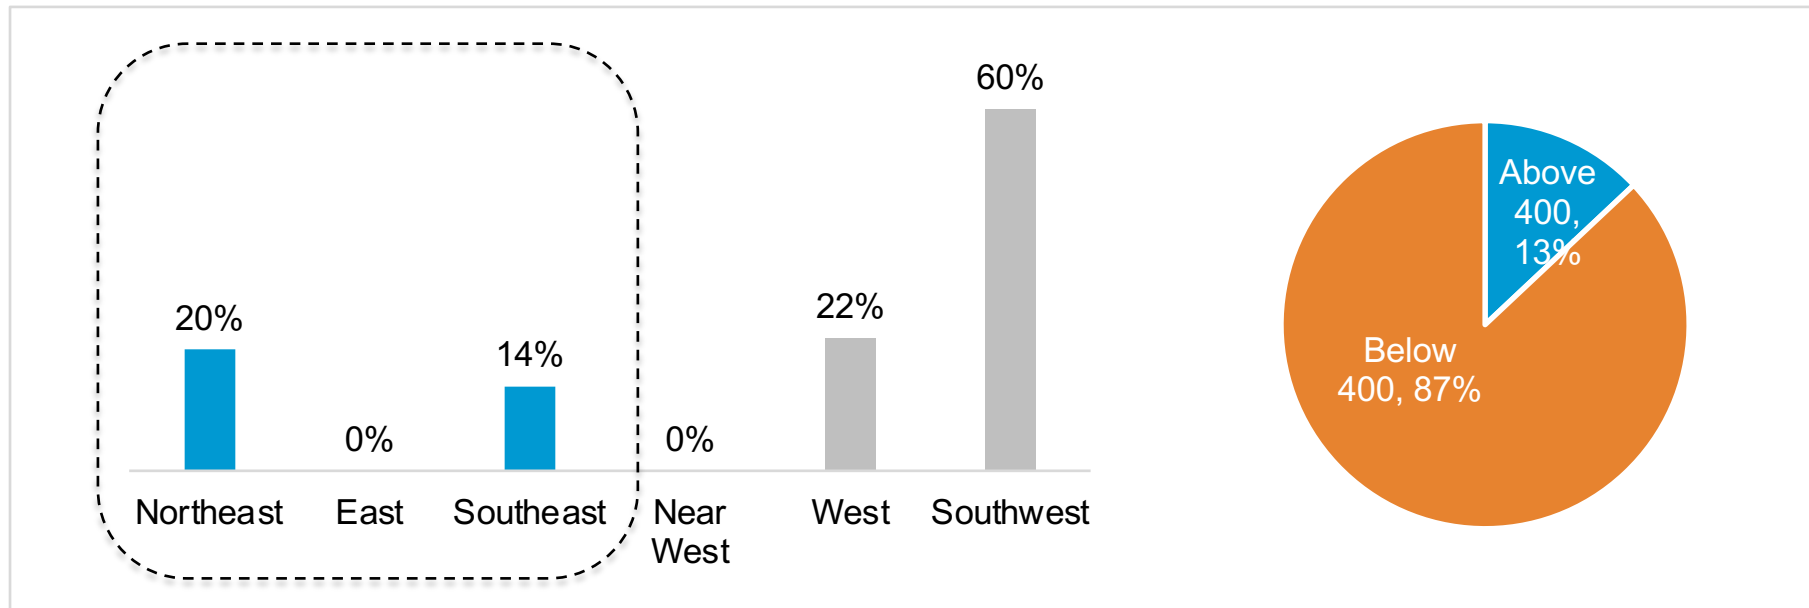 60%
22%
20%
14%
0%
0%
Northeast
East
Southeast
Near
West
West
Southwest
Above
400,
13%
Below
400, 87%